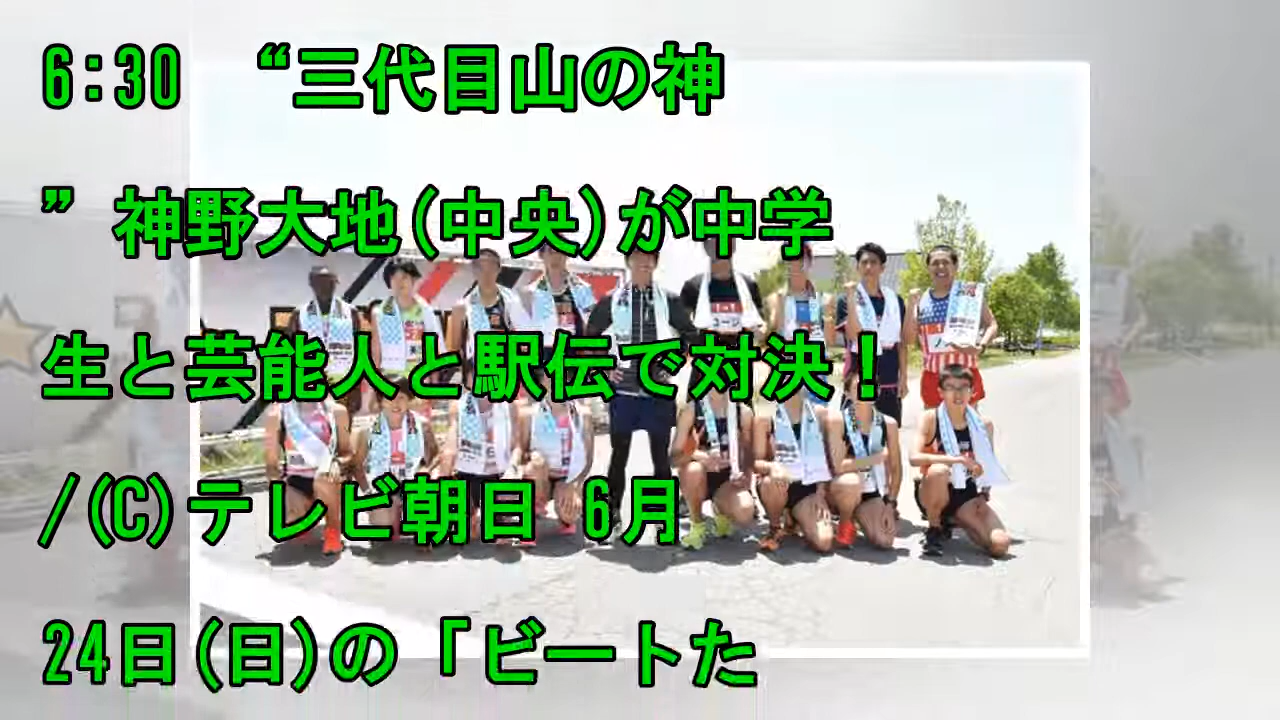 6:30　“三代目山の神
”神野大地(中央)が中学
生と芸能人と駅伝で対決！
/(C)テレビ朝日 6月
24日(日)の「ビートた